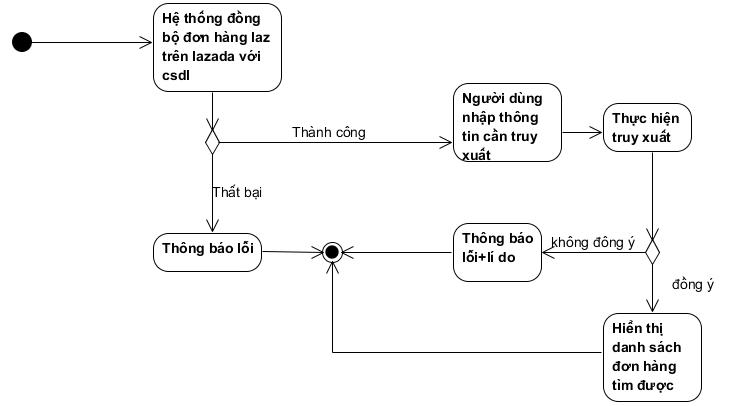 Hệ thống đồng
bộ đơn hàng laz
trên lazada với
csdl
Người dùng
nhập thông
tin cần truy
xuất
Thực hiện
truy xuất
Thành công
Thất bại
Thông báo lỗi
Thông báo
lỗi+lí do
không đông ý
đồng ý
Hiển thị
danh sách
đơn hàng
tìm được